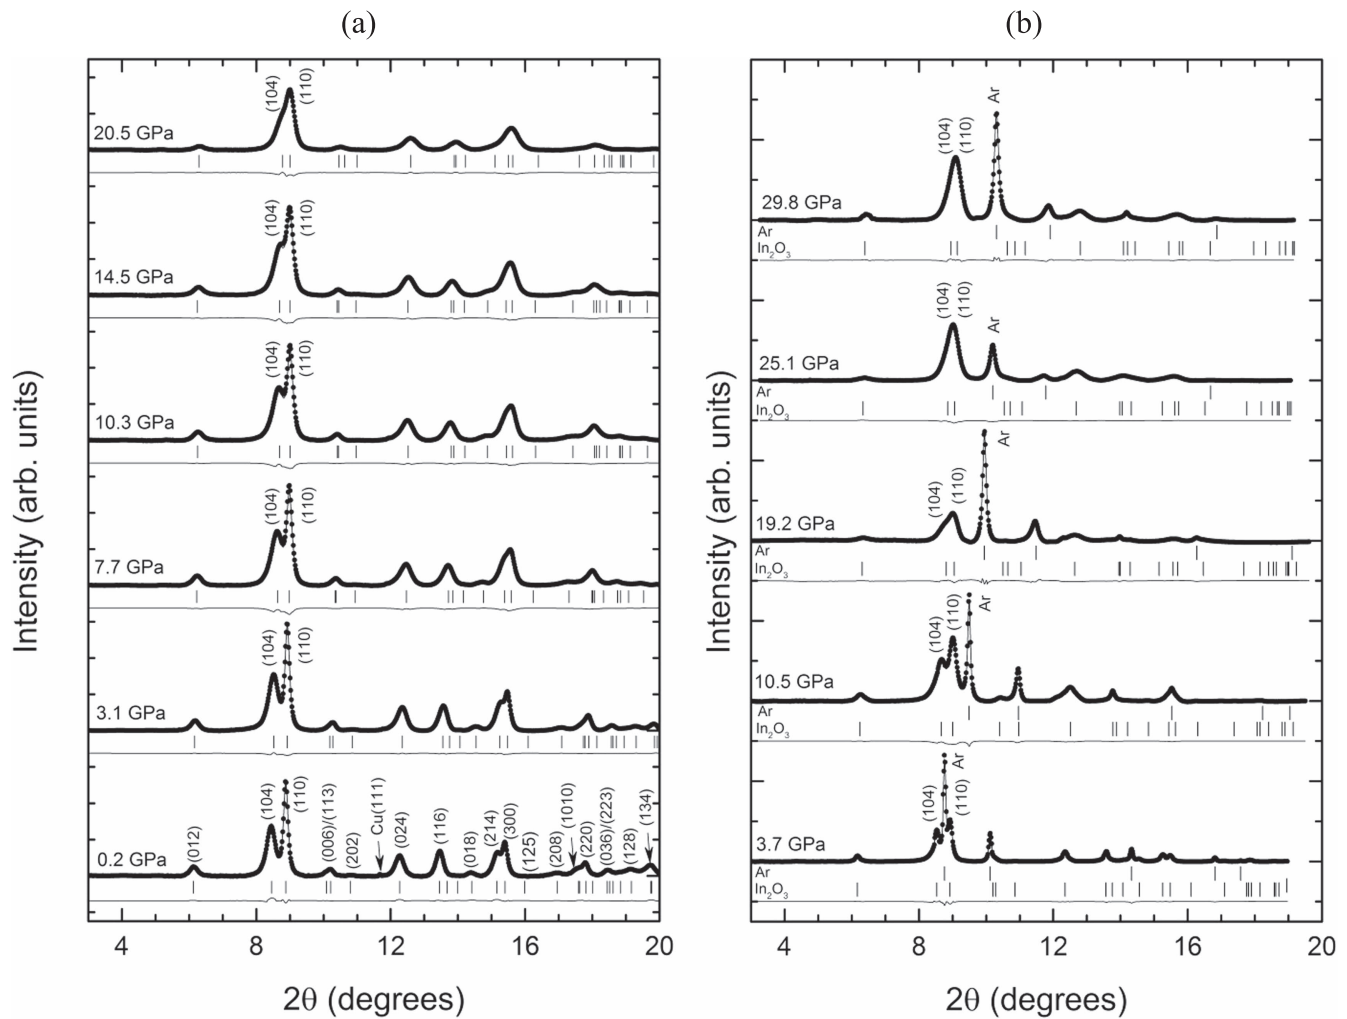 (a)
Intensity (arb. units)
20.5 GPa
(104)
(110)
14.5 GPa
(104)
(110)
10.3 GPa
(104)
(110)
7.7 GPa
(104)
(110)
3.1 GPa
(104)
(110)
0.2 GPa
(012)
(104)
(110)
(006)/(113)
(202)
Cu(111)
(024)
(116)
(018)
(214)
(300)
(125)
(208)
(1010)
(220)
(036)/(223)
(128)
(134)
4 8 12 16 20
2θ (degrees)
(b)
Intensity (arb. units)
29.8 GPa
(104)
(110)
Ar
Ar
In2O3
25.1 GPa
(104)
(110)
Ar
Ar
In2O3
19.2 GPa
(104)
(110)
Ar
Ar
In2O3
10.5 GPa
(104)
(110)
Ar
Ar
In2O3
3.7 GPa
(104)
Ar
(110)
Ar
In2O3
4 8 12 16 20
2θ (degrees)